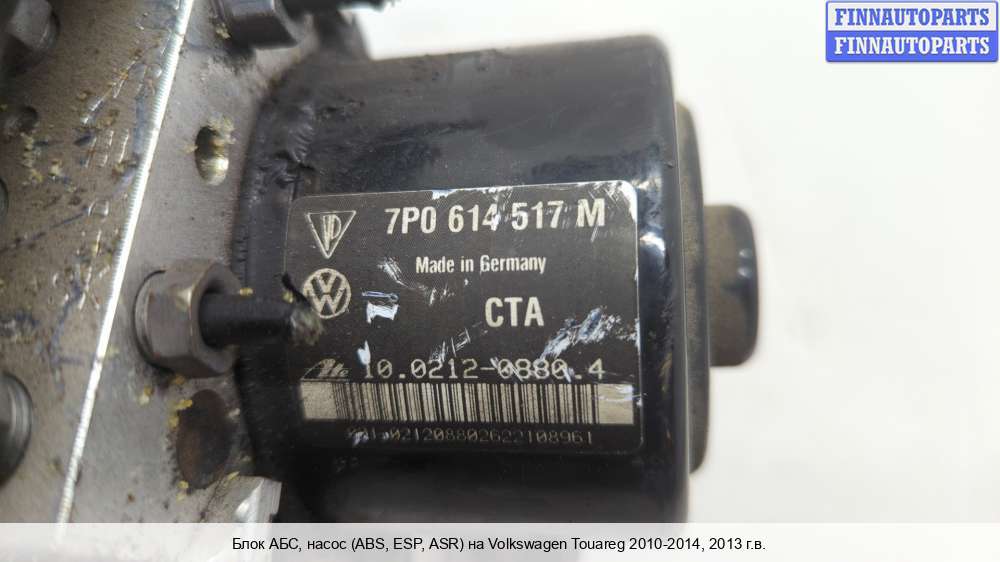 FINNAUTOPARTS
FINNAUTOPARTS
7P0 614 517 M
Made in Germany
CTA
Ate 10.0212-0880.4
Блок АБС, насос (ABS, ESP, ASR) на Volkswagen Touareg 2010-2014, 2013 г.в.